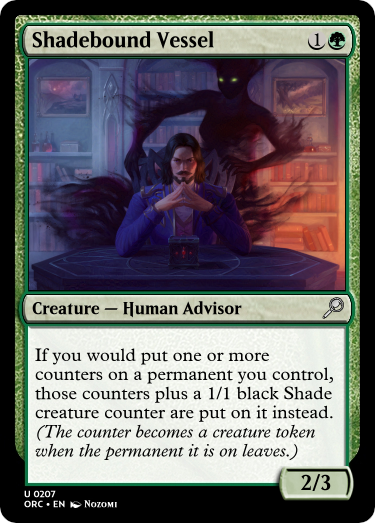 Shadebound Vessel 1
Creature — Human Advisor
If you would put one or more
counters on a permanent you control,
those counters plus a 1/1 black Shade
creature counter are put on it instead.
(The counter becomes a creature token
when the permanent it is on leaves.)
2/3
U 0207
ORC • EN Nozomi